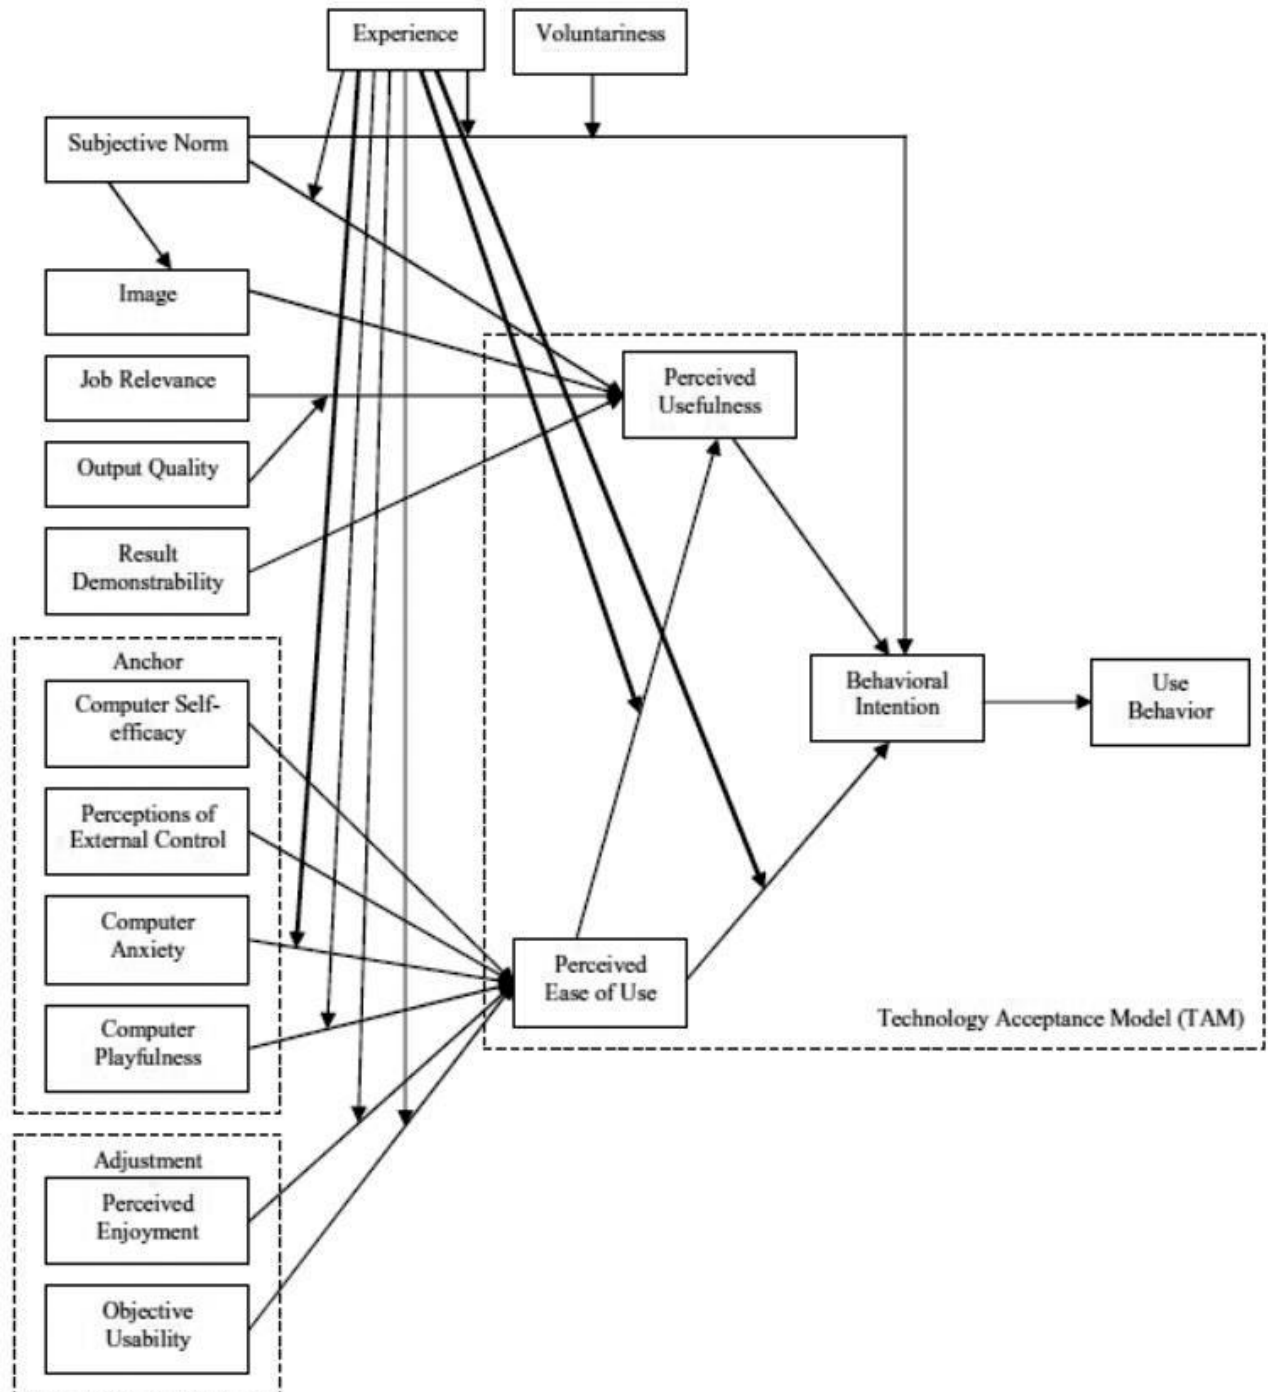 Experience
Voluntariness
Subjective Norm
Image
Job Relevance
Output Quality
Result
Demonstrability
Perceived
Usefulness
Anchor
Computer Self-
efficacy
Perceptions of
External Control
Computer
Anxiety
Computer
Playfulness
Behavioral
Intention
Use
Behavior
Perceived
Ease of Use
Technology Acceptance Model (TAM)
Adjustment
Perceived
Enjoyment
Objective
Usability